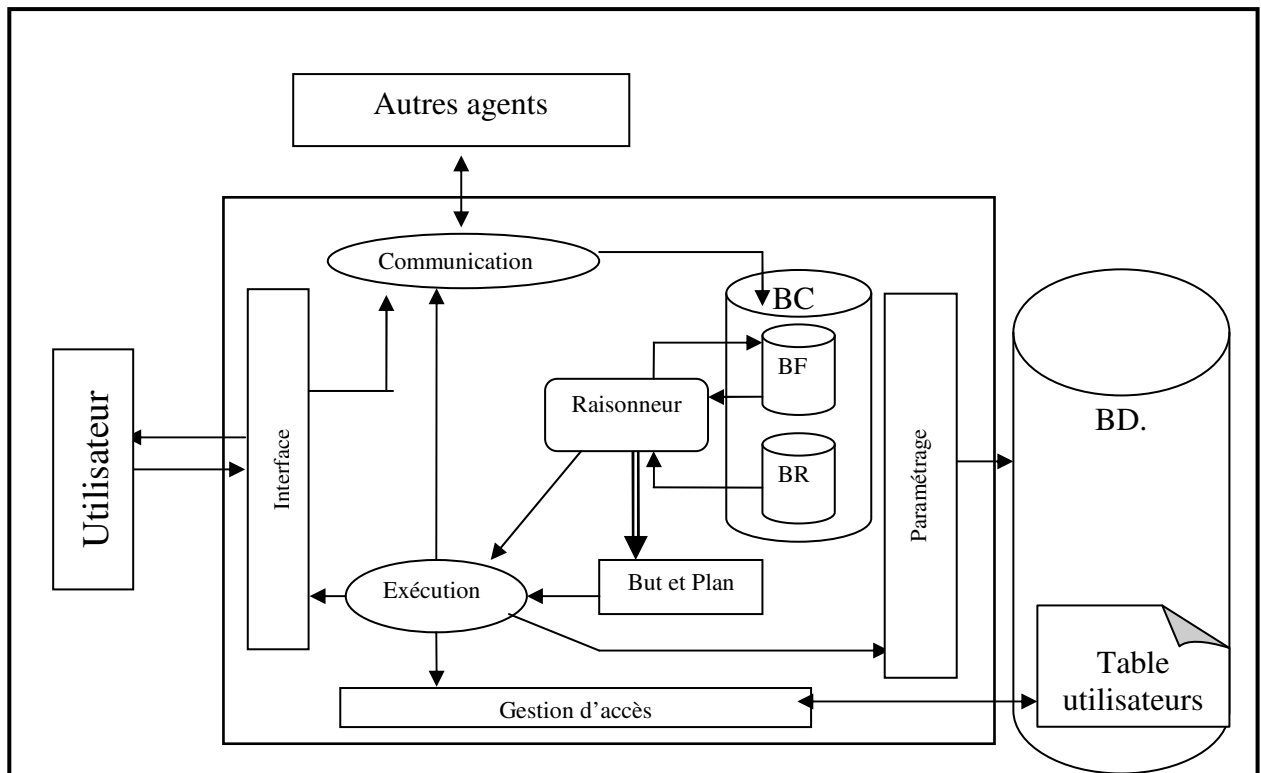 Autres agents
Communication
BC
BF
Raisonneur
BD.
Utilisateur
Interface
BR
Paramétrage
Exécution
But et Plan
Table
utilisateurs
Gestion d'accès